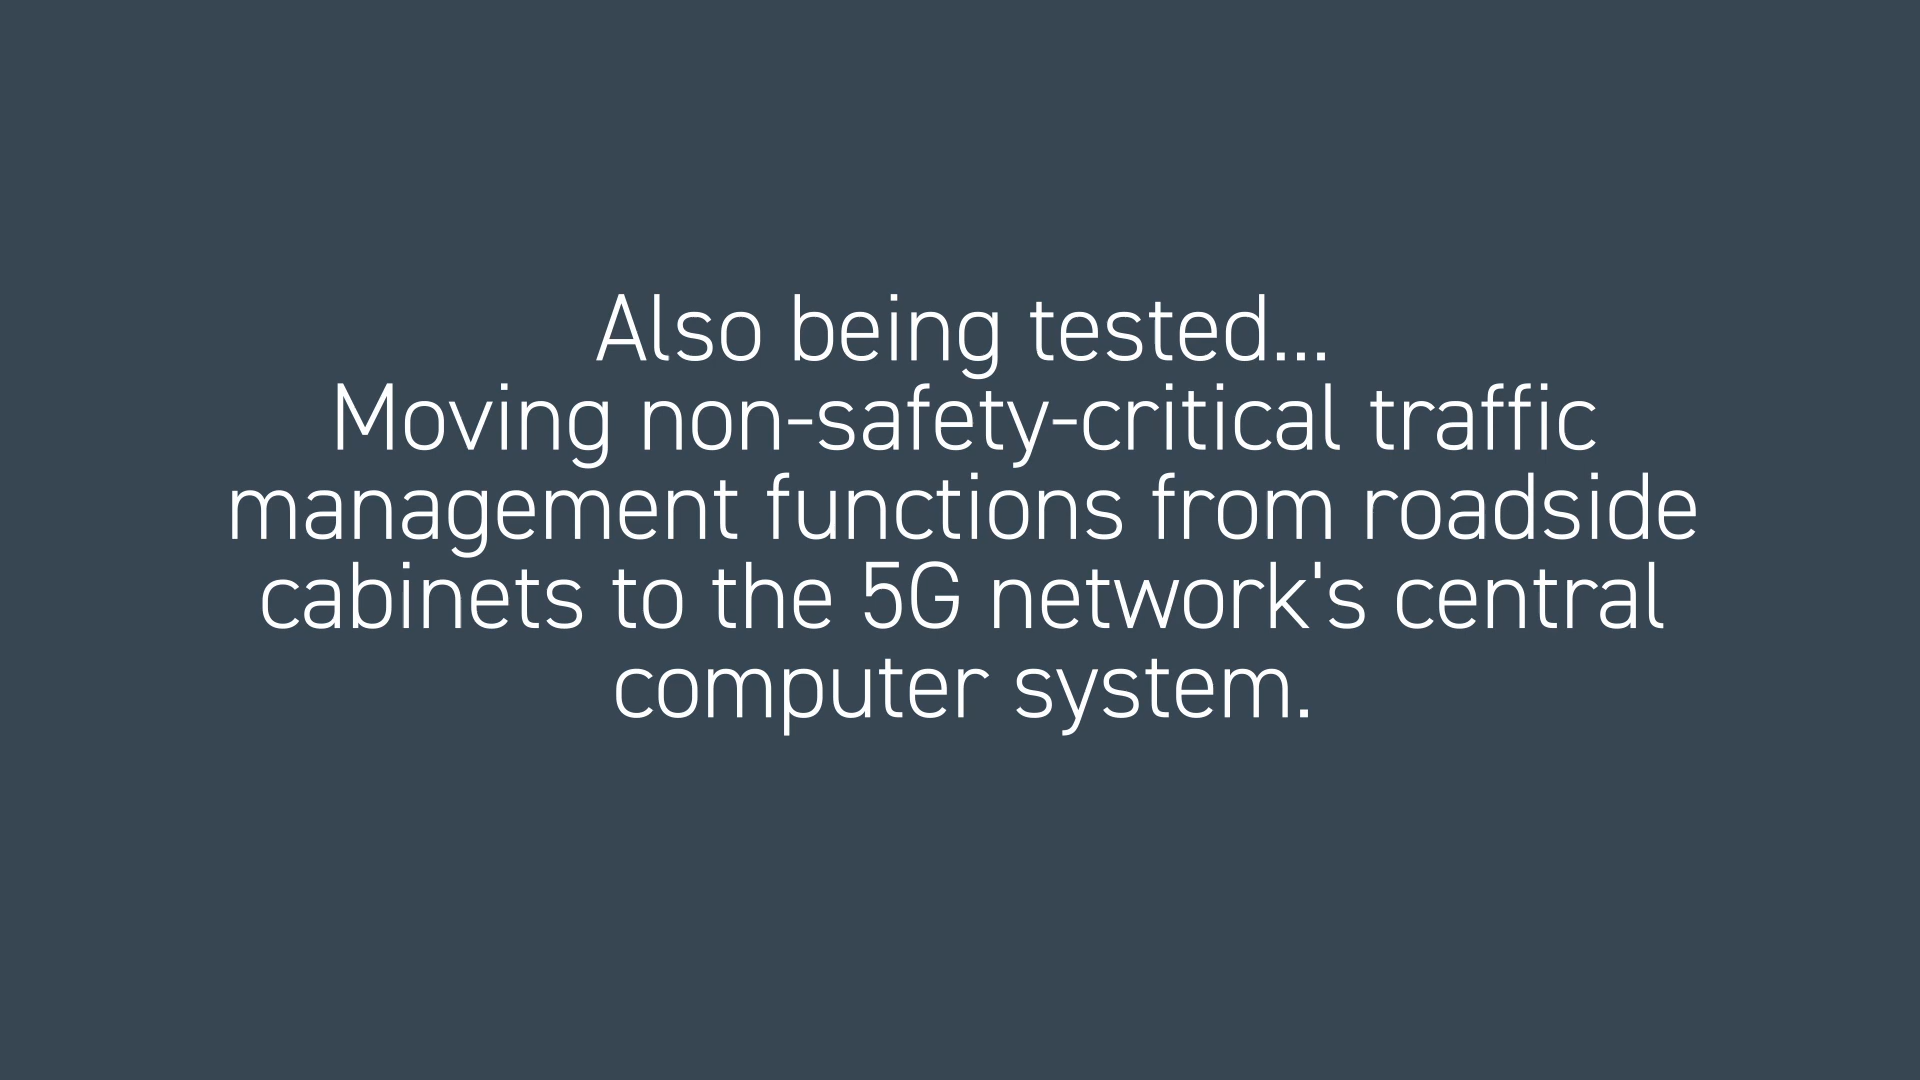 Also being tested...
Moving non-safety-critical traffic
management functions from roadside
cabinets to the 5G network's central
computer system.